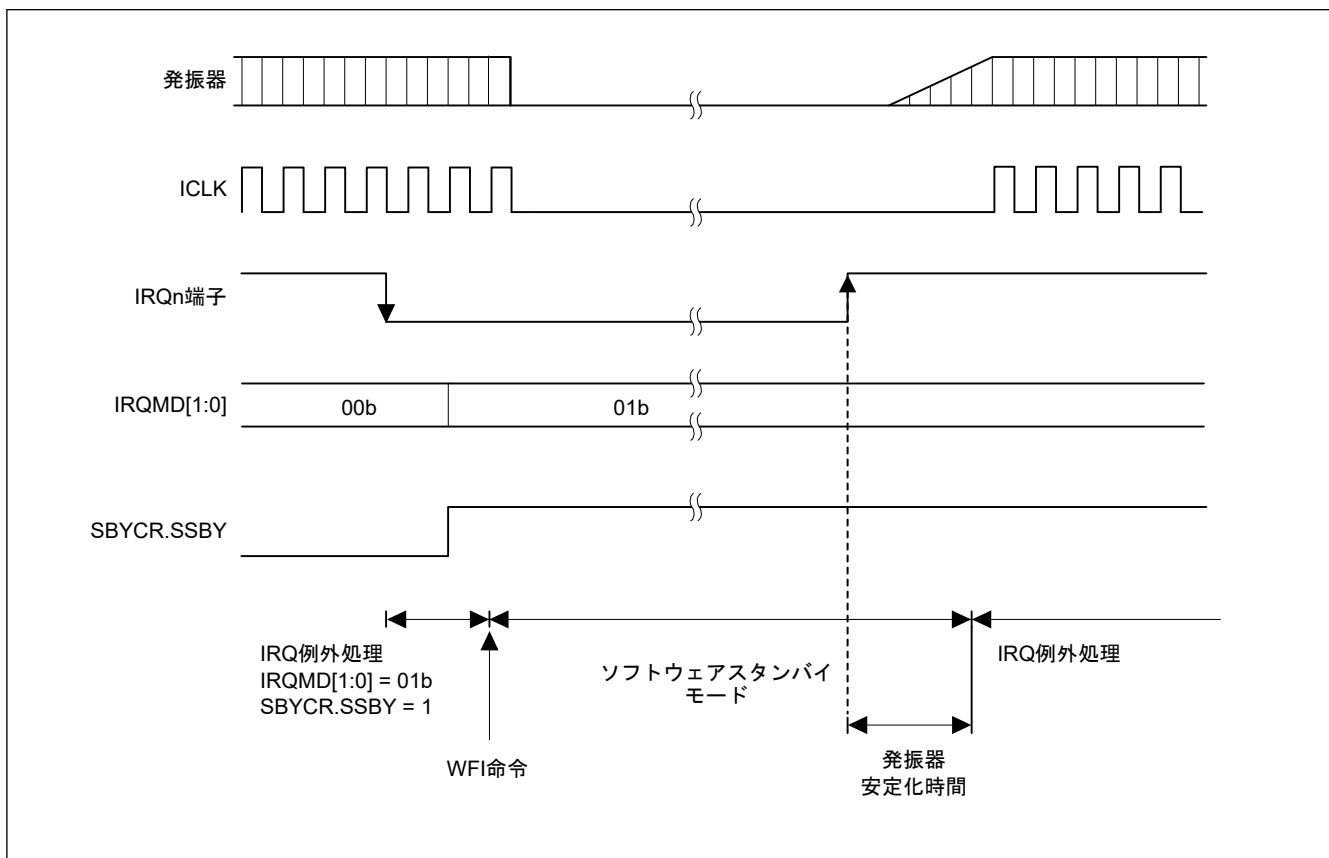 発振器
ICLK
IRQn端子
IRQMD[1:0]
00b
01b
SBYCR.SSBY
IRQ例外処理
IRQMD[1:0] = 01b
SBYCR.SSBY = 1
WFI命令
ソフトウェアスタンバイ
モード
発振器
安定化時間
IRQ例外処理